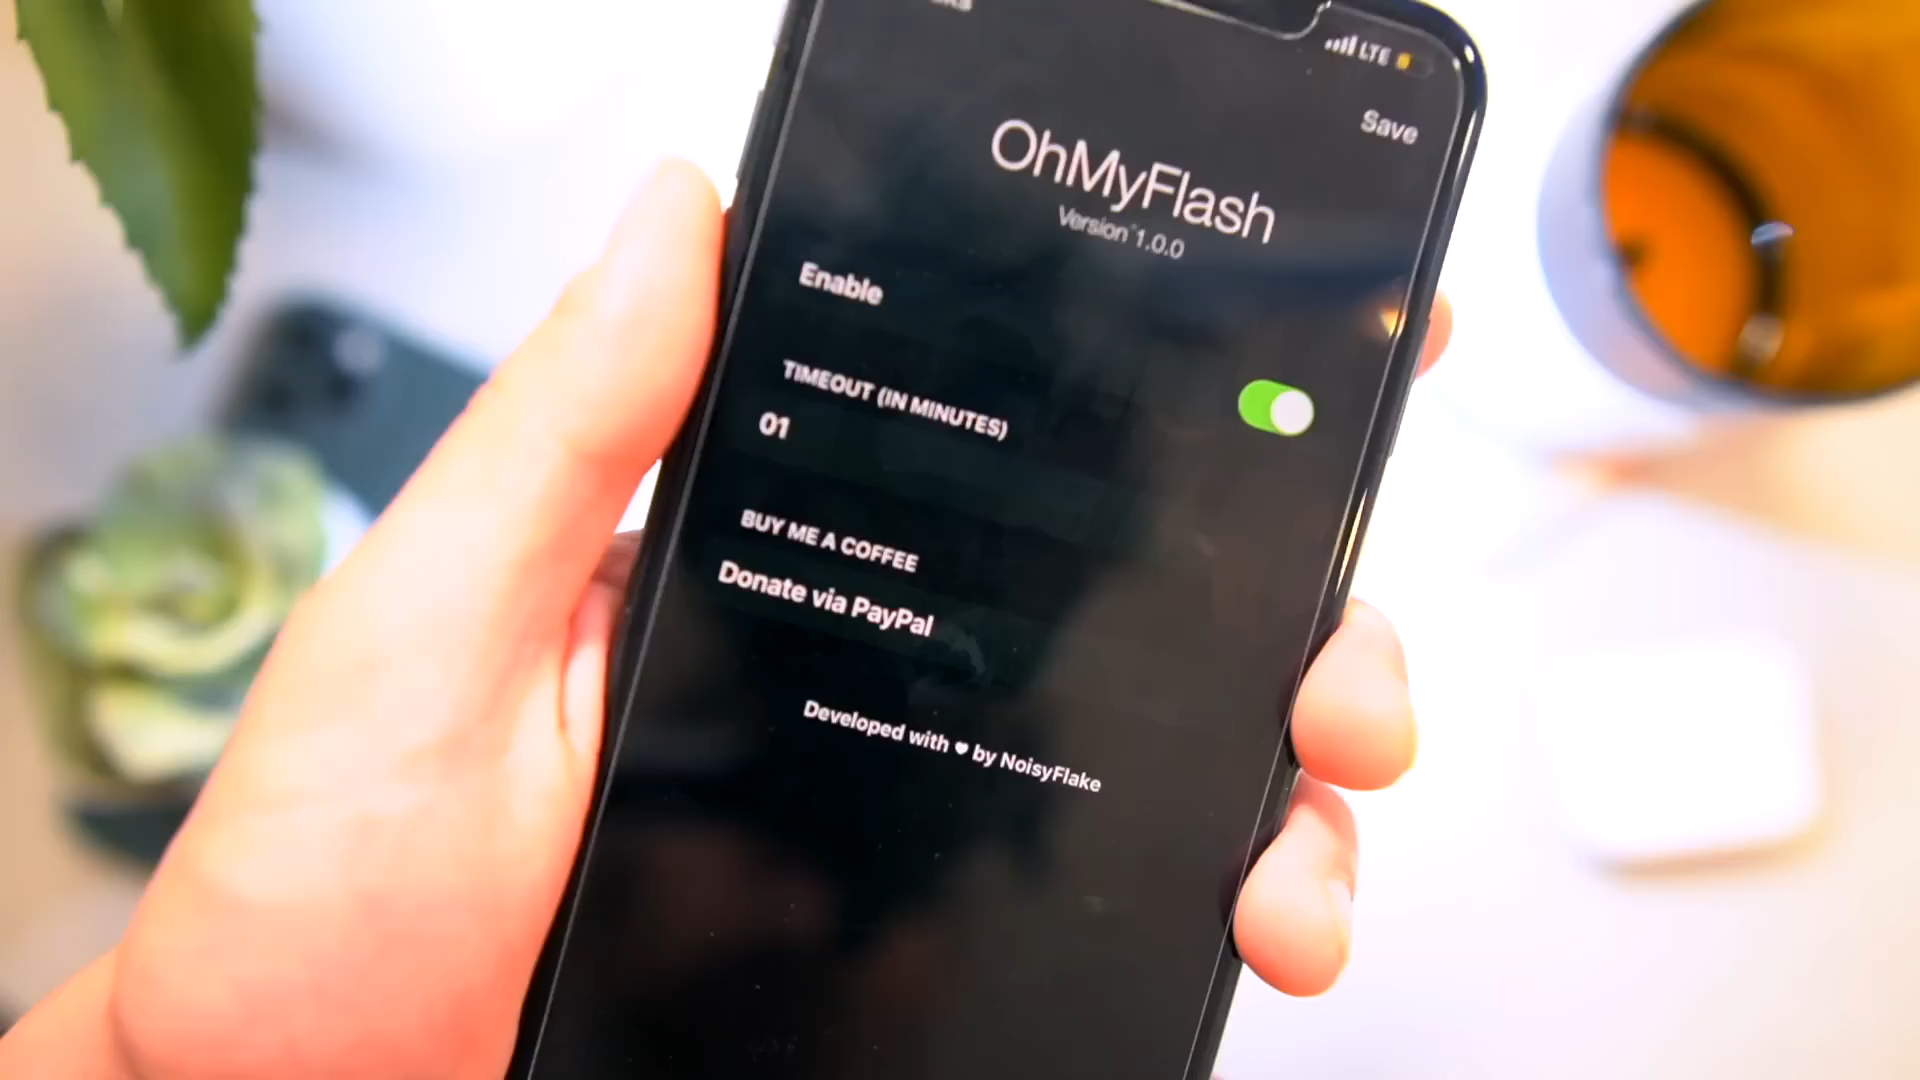 LTE
Save
OhMyFlash
Version 1.0.0
Enable
TIMEOUT (IN MINUTES)
01
BUY ME A COFFEE
Donate via PayPal
Developed with ♥ by NoisyFlake